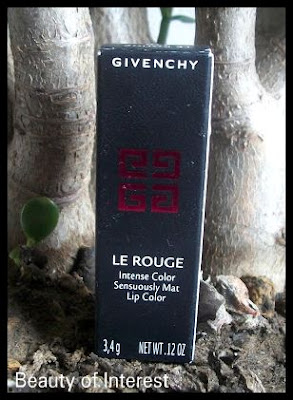 GIVENCHY
LE ROUGE
Intense Color
Sensuously Mat
Lip Color
3,4 g NET WT .12 OZ
Beauty of Interest